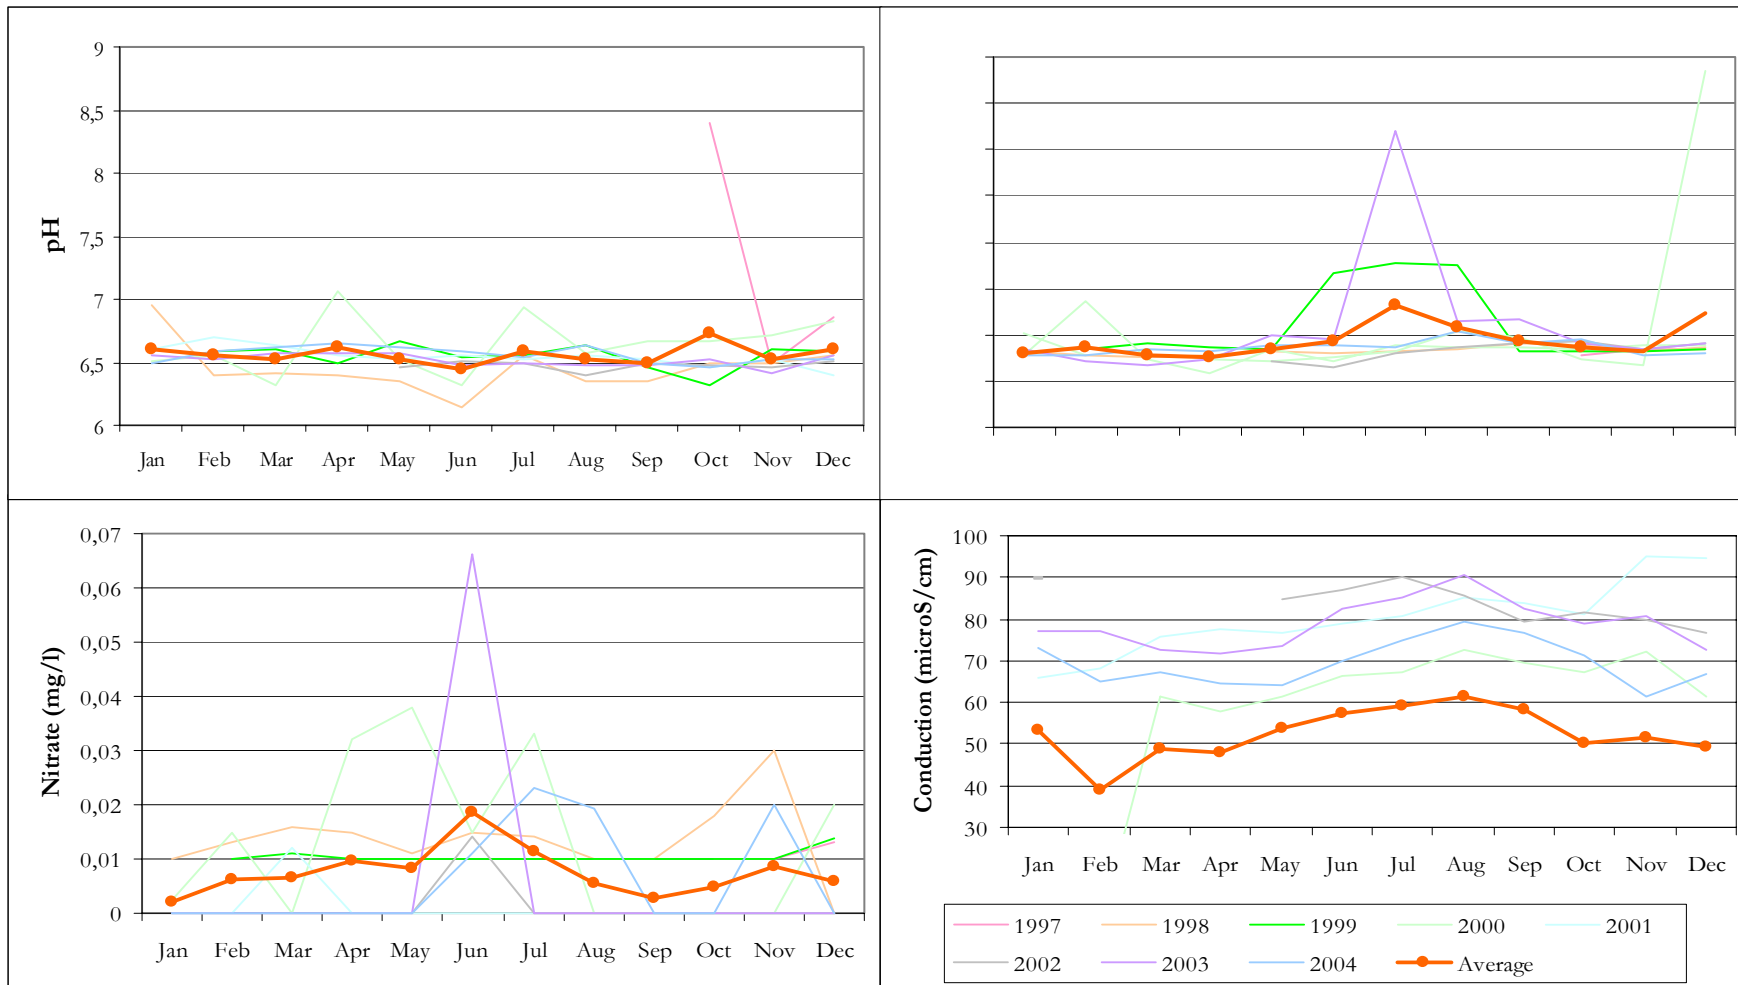 pH
9
8,5
8
7,5
7
6,5
6
Jan Feb Mar Apr May Jun Jul Aug Sep Oct Nov Dec
Nitrate (mg/l)
0,07
0,06
0,05
0,04
0,03
0,02
0,01
0
Jan Feb Mar Apr May Jun Jul Aug Sep Oct Nov Dec
Conduction (microS/cm)
100
90
80
70
60
50
40
30
Jan Feb Mar Apr May Jun Jul Aug Sep Oct Nov Dec
1997 1998 1999 2000 2001
2002 2003 2004 Average